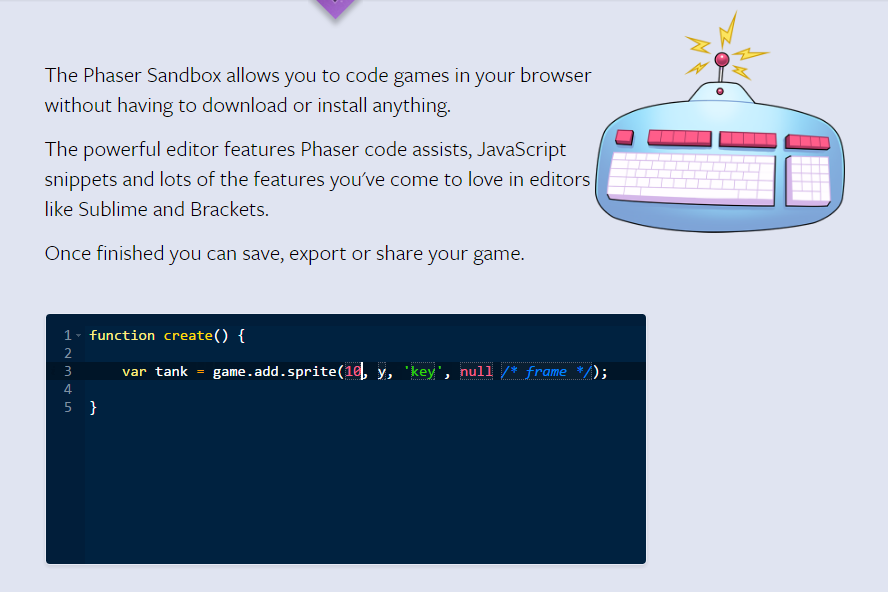 The Phaser Sandbox allows you to code games in your browser
without having to download or install anything.
The powerful editor features Phaser code assists, JavaScript
snippets and lots of the features you've come to love in editors
like Sublime and Brackets.
Once finished you can save, export or share your game.
1 function create() {
2
3 var tank = game.add.sprite(10, y, 'key', null /* frame */);
4
5 }